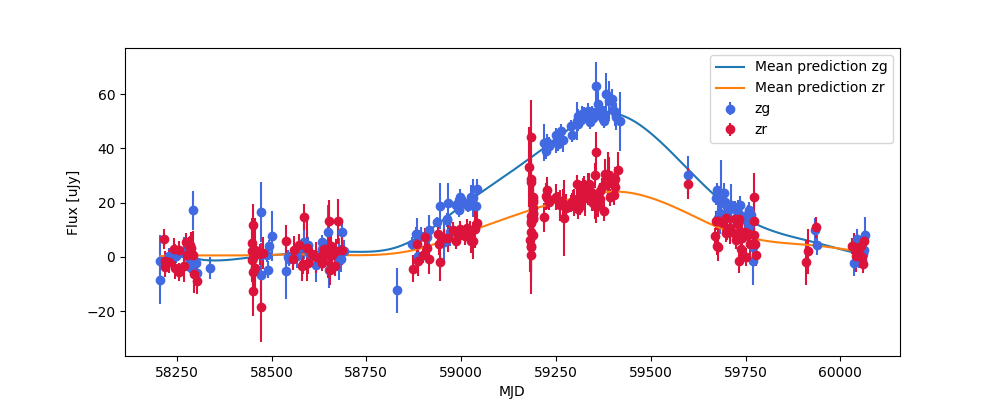 Mean prediction zg
Mean prediction zr
zg
zr
Flux [uJy]
60
40
20
0
−20
58250
58500
58750
59000
59250
59500
59750
60000
MJD